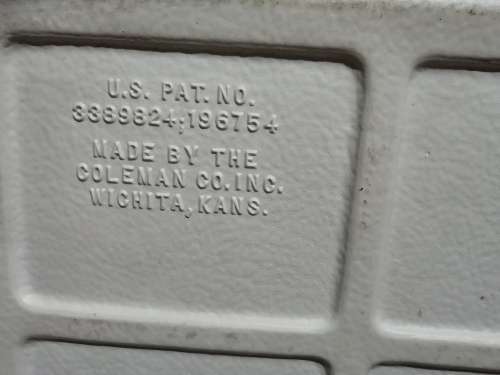 U.S. PAT. NO.
3389824;196754
MADE BY THE
COLEMAN CO. INC.
WICHITA, KANS.